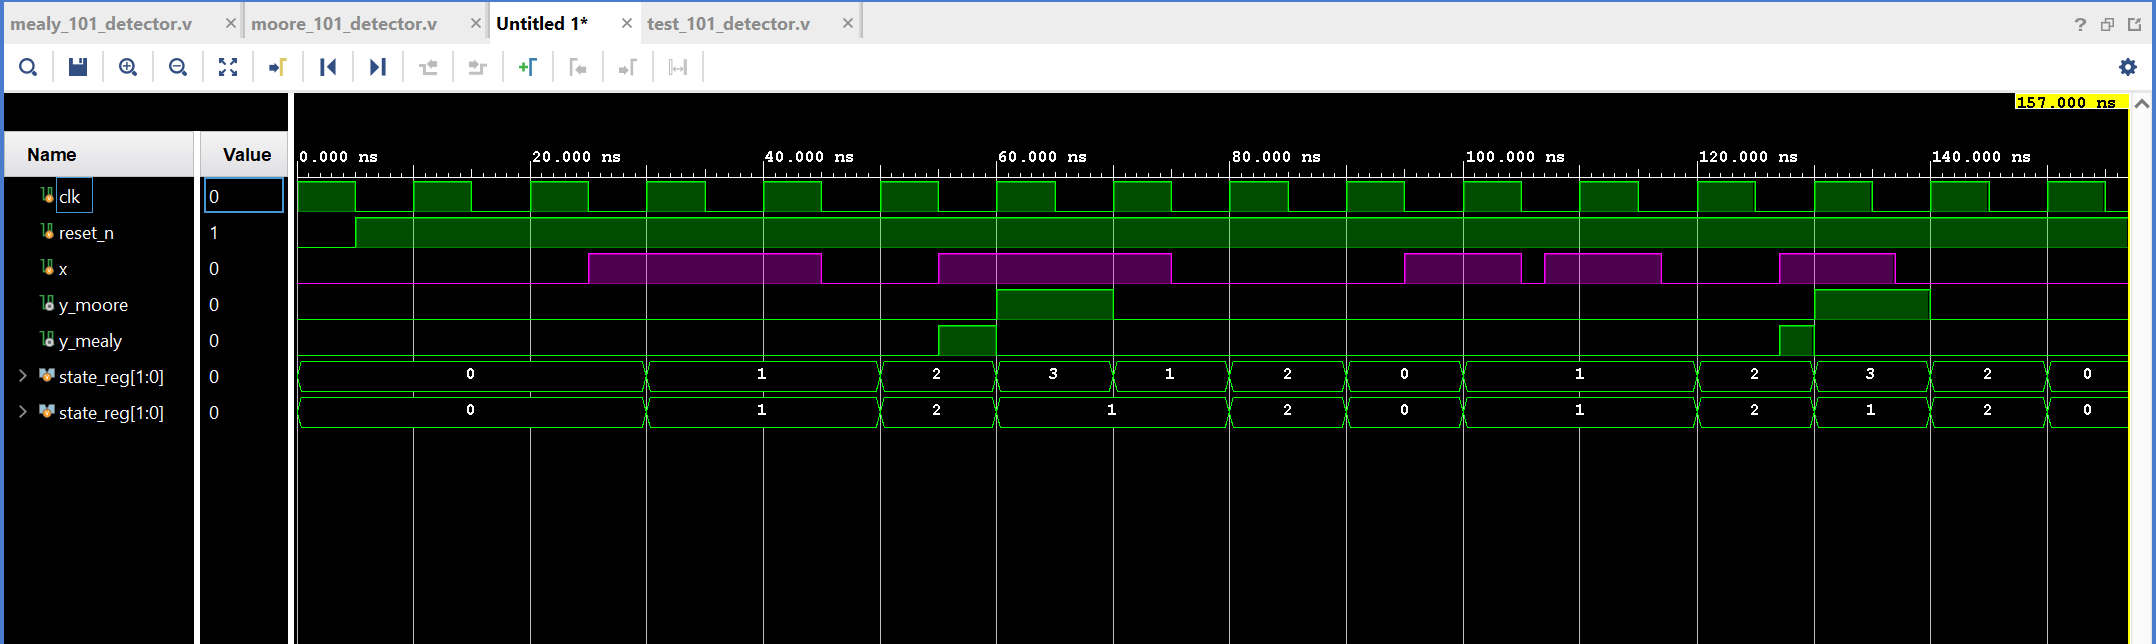 mealy_101_detector.v × moore_101_detector.v × Untitled 1* × test_101_detector.v ×
?
157.000 ns
Name Value
0.000 ns 20.000 ns 40.000 ns 60.000 ns 80.000 ns 100.000 ns 120.000 ns 140.000 ns
clk 0
reset_n 1
x 0
y_moore 0
y_mealy 0
state_reg[1:0] 0 0 1 2 3 1 2 0 1 2 3 2 0
state_reg[1:0] 0 0 1 2 1 2 0 1 2 1 2 0